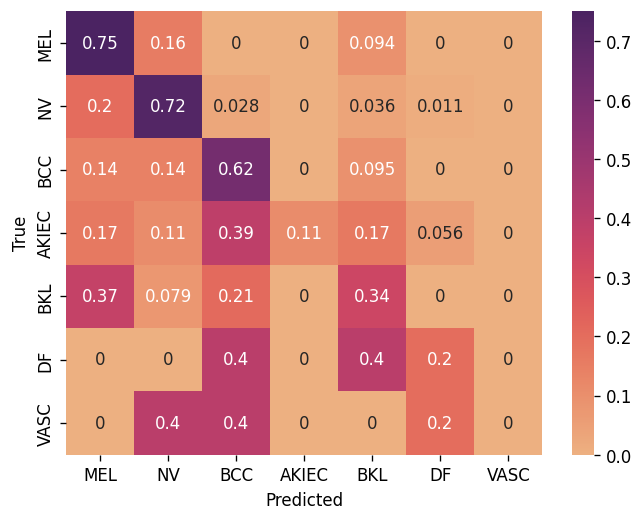 MEL 0.75 0.16 0 0 0.094 0 0
NV 0.2 0.72 0.028 0 0.036 0.011 0
BCC 0.14 0.14 0.62 0 0.095 0 0
AKIEC 0.17 0.11 0.39 0.11 0.17 0.056 0
BKL 0.37 0.079 0.21 0 0.34 0 0
DF 0 0 0.4 0 0.4 0.2 0
VASC 0 0.4 0.4 0 0 0.2 0
MEL NV BCC AKIEC BKL DF VASC
Predicted
True
0.7
0.6
0.5
0.4
0.3
0.2
0.1
0.0